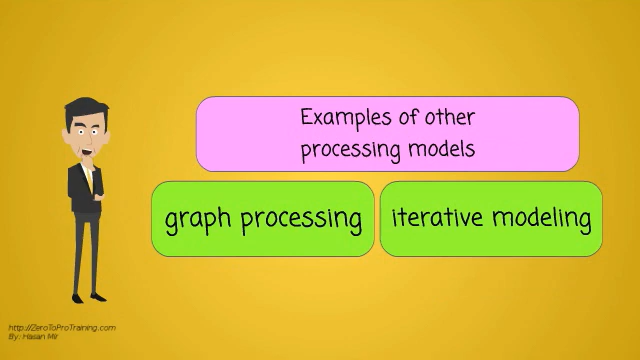 Examples of other
processing models
graph processing
iterative modeling
http://ZeroToProTraining.com
By: Hasan Mir